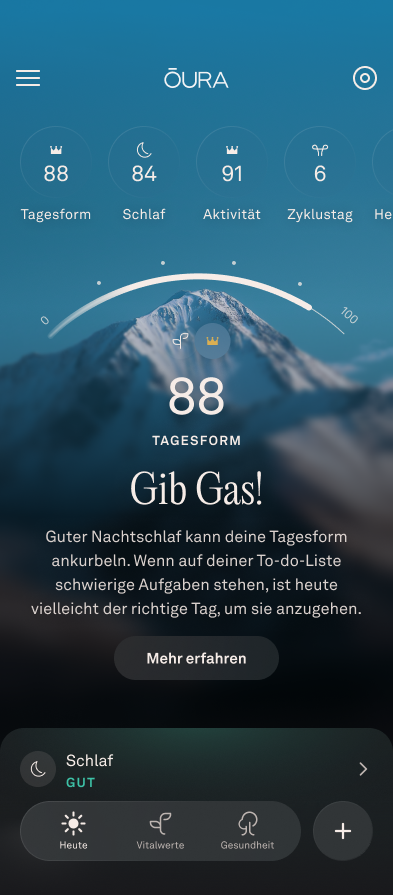 ŌURA
88
84
91
6
Tagesform
Schlaf
Aktivität
Zyklustag
He
0
100
88
TAGESFORM
Gib Gas!
Guter Nachtschlaf kann deine Tagesform
ankurbeln. Wenn auf deiner To-do-Liste
schwierige Aufgaben stehen, ist heute
vielleicht der richtige Tag, um sie anzugehen.
Mehr erfahren
Schlaf
GUT
Heute
Vitalwerte
Gesundheit